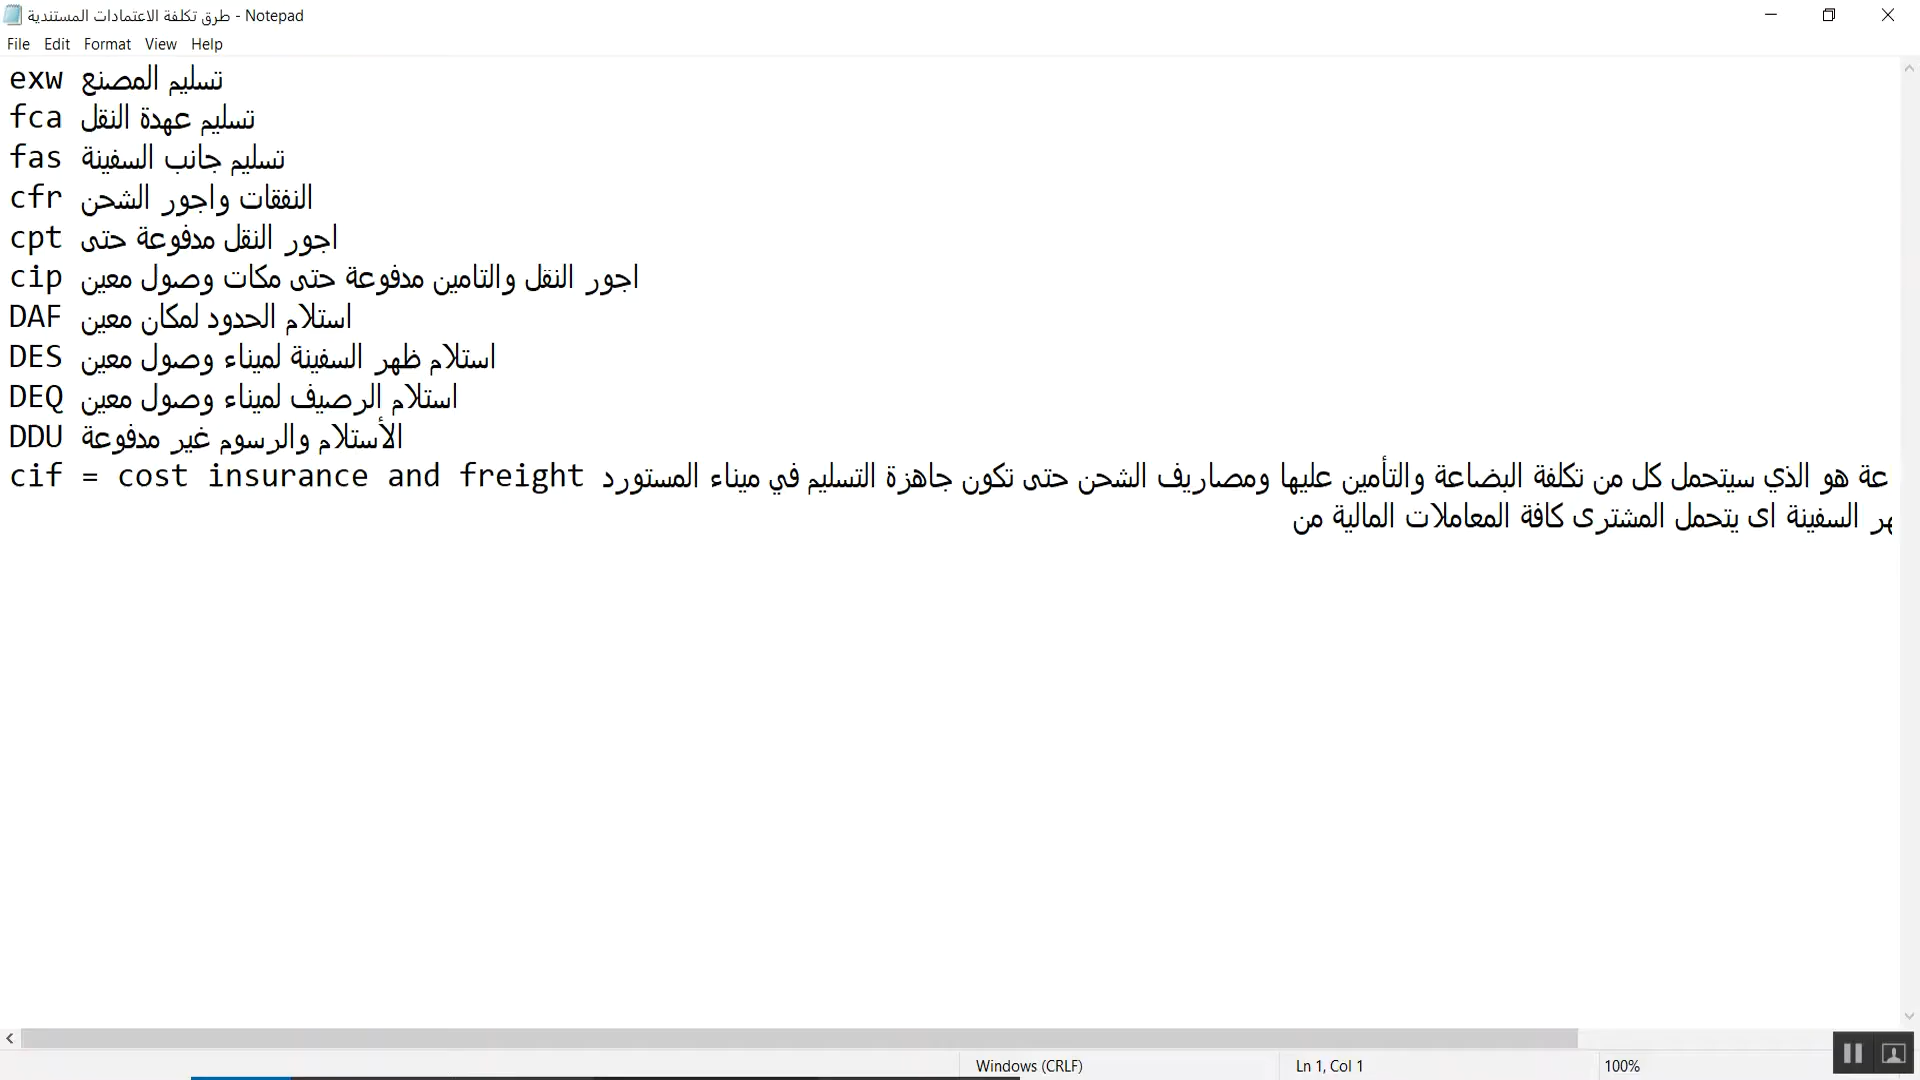 طرق تكلفة الاعتمادات المستندية - Notepad
File Edit Format View Help
exw تسليم المصنع
fca تسليم عهدة النقل
fas تسليم جانب السفينة
cfr النفقات واجور الشحن
cpt اجور النقل مدفوعة حتى
cip اجور النقل والتامين مدفوعة حتى مكات وصول معين
DAF استلام الحدود لمكان معين
DES استلام ظهر السفينة لميناء وصول معين
DEQ استلام الرصيف لميناء وصول معين
DDU الأستلام والرسوم غير مدفوعة
cif = cost insurance and freight هو الذي سيتحمل كل من تكلفة البضاعة والتأمين عليها ومصاريف الشحن حتى تكون جاهزة التسليم في ميناء المستورد
السفينة اى يتحمل المشترى كافة المعاملات المالية من
Windows (CRLF) Ln 1, Col 1 100%